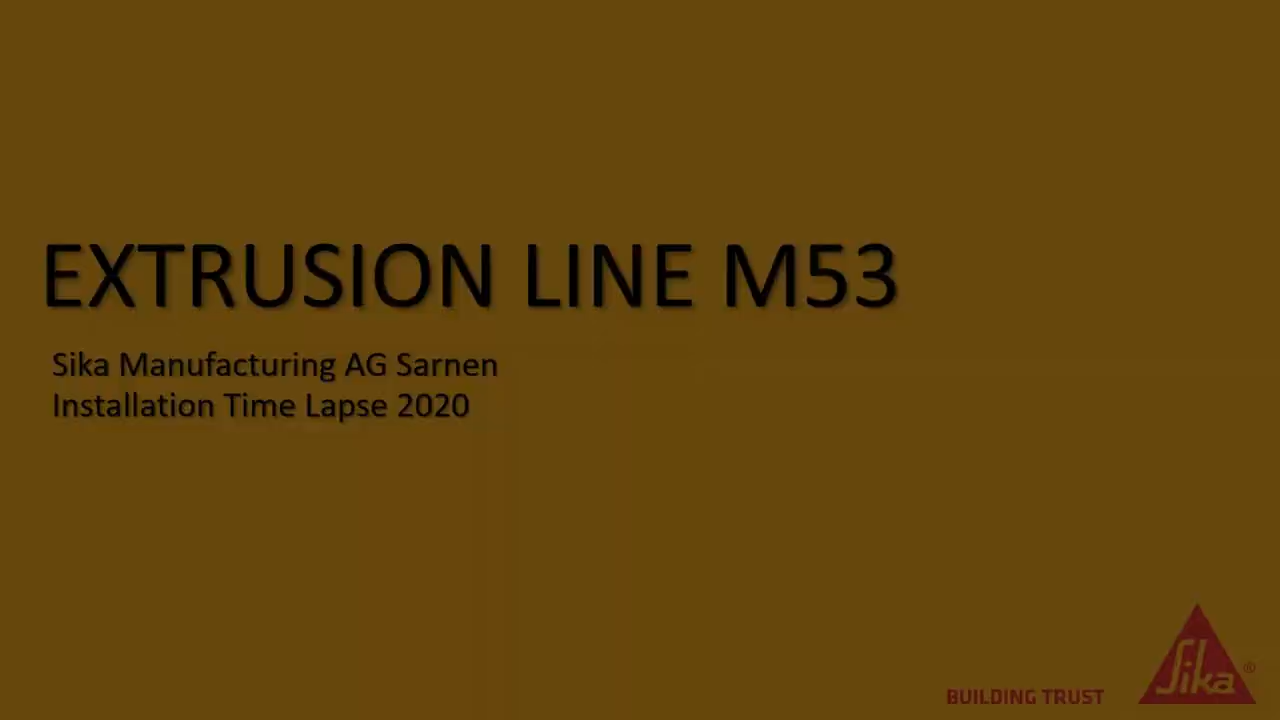 EXTRUSION LINE M53
Sika Manufacturing AG Sarnen
Installation Time Lapse 2020
BUILDING TRUST
Sika®